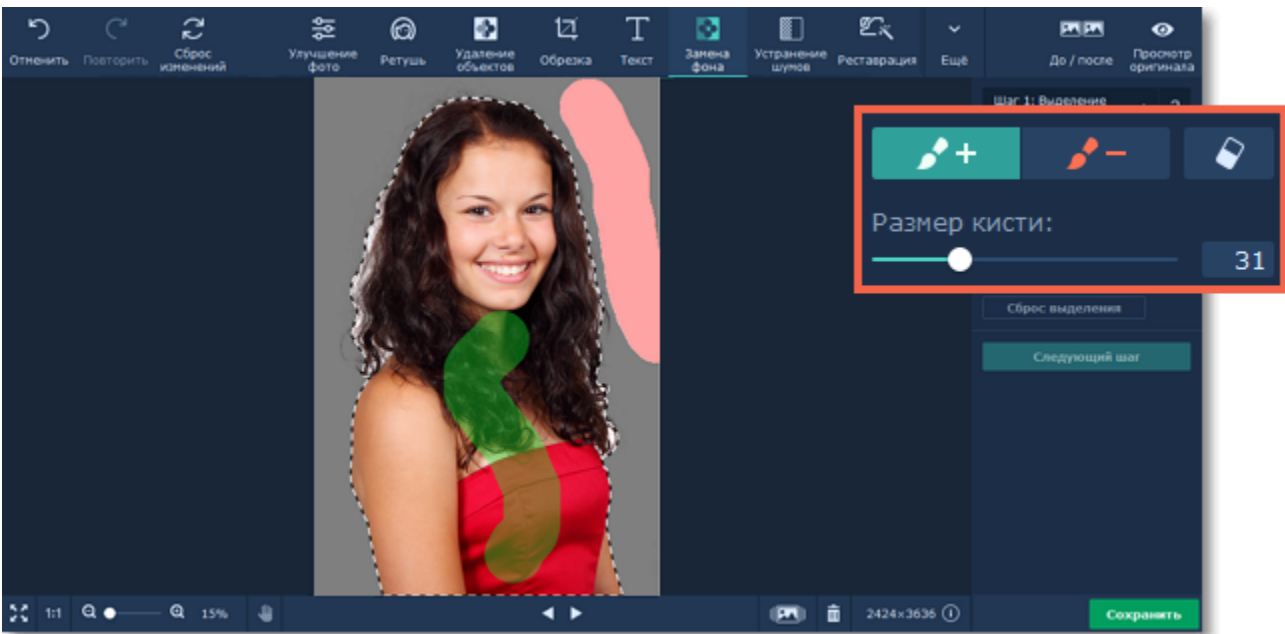 Отменить
Повторить
Сброс
изменений
Улучшение
фото
Ретушь
Удаление
объектов
Обрезка
Текст
Замена
фона
Устранение
шумов
Реставрация
Ещё
До / после
Просмотр
оригинала
Шаг 1: Выделение
Размер кисти:
31
Сброс выделения
Следующий шаг
1:1
15%
2424×3636
Сохранить